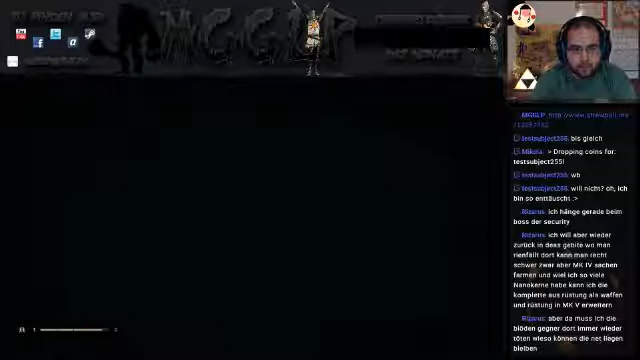 MGGLP
MGGLP: http://www.strawpoll.me/
testsubject255: bis gleich
Mikuia: > Dropping coins for:
testsubject255!
testsubject255: wb
testsubject255: will nicht? oh, ich
bin so enttäuscht :>
Rizarus: ich hänge gerade beim
boss der security
Rizarus: ich will aber wieder
zurück in deas gebite wo man
rienfällt dort kann man recht
schwer zwar aber MK IV sachen
farmen und wiel ich so viele
Nanokerne habe kann ich die
komplette aus rüstung als waffen
und rüstung in MK V erweitern
Rizarus: aber da muss ich die
blöden gegner dort immer wieder
töten wieso können die net liegen
bleiben